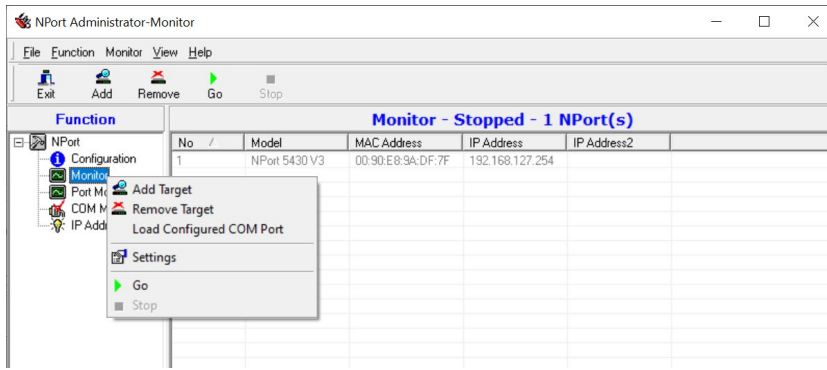 NPort Administrator-Monitor
File Function Monitor View Help
Exit Add Remove Go Stop
Function
Monitor - Stopped - 1 NPort(s)
NPort
Configuration
Monitor
Port Mo
COM M
IP Addr
No / Model MAC Address IP Address IP Address2
1 NPort 5430 V3 00:90:E8:9A:DF:7F 192.168.127.254
Add Target
Remove Target
Load Configured COM Port
Settings
Go
Stop